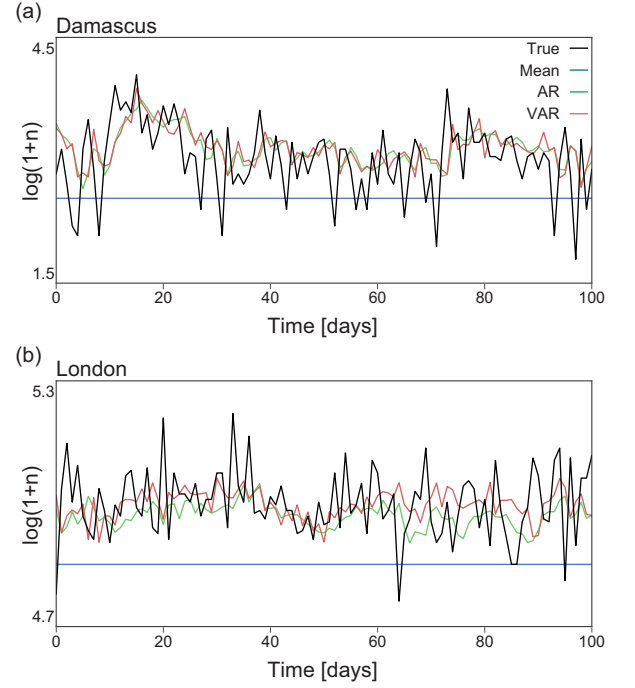 (a)
Damascus
4.5
True
Mean
AR
VAR
log(1+n)
1.5
0 20 40 60 80 100
Time [days]
(b)
London
5.3
log(1+n)
4.7
0 20 40 60 80 100
Time [days]